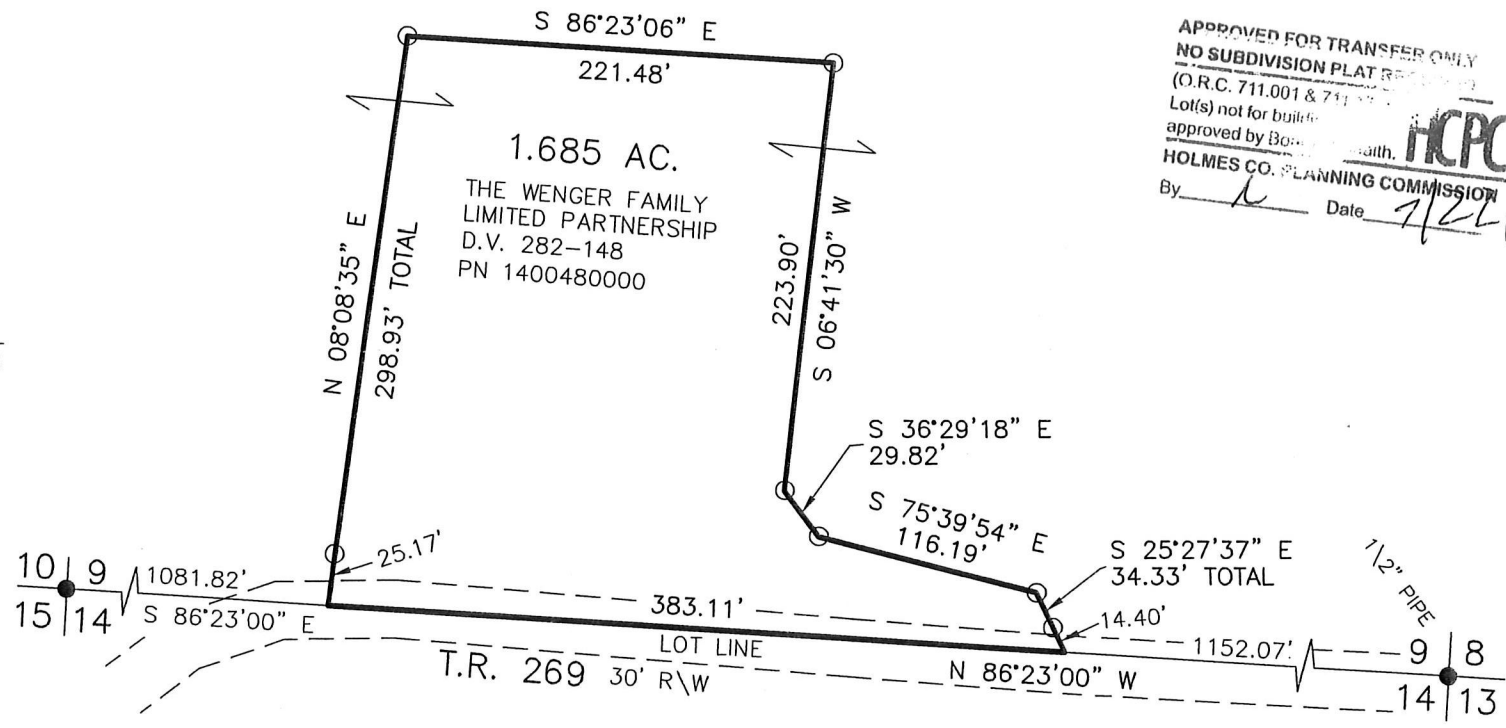 S 86°23'06" E
221.48'
APPROVED FOR TRANSFER ONLY
NO SUBDIVISION PLAT
(O.R.C. 711.001 &
Lot(s) not for
approved by
HCPC
HOLMES CO. PLANNING COMMISSION
By Date
1.685 AC.
THE WENGER FAMILY
LIMITED PARTNERSHIP
D.V. 282-148
PN 1400480000
N 08°08'35" E
298.93' TOTAL
223.90'
S 06°41'30" W
S 36°29'18" E
29.82'
S 75°39'54" E
116.19'
S 25°27'37" E
34.33' TOTAL
14.40'
1\2" PIPE
25.17'
10 9
15 14
1081.82'
S 86°23'00" E
383.11'
LOT LINE
T.R. 269 30' R\W
N 86°23'00" W
1152.07'
9 8
14 13